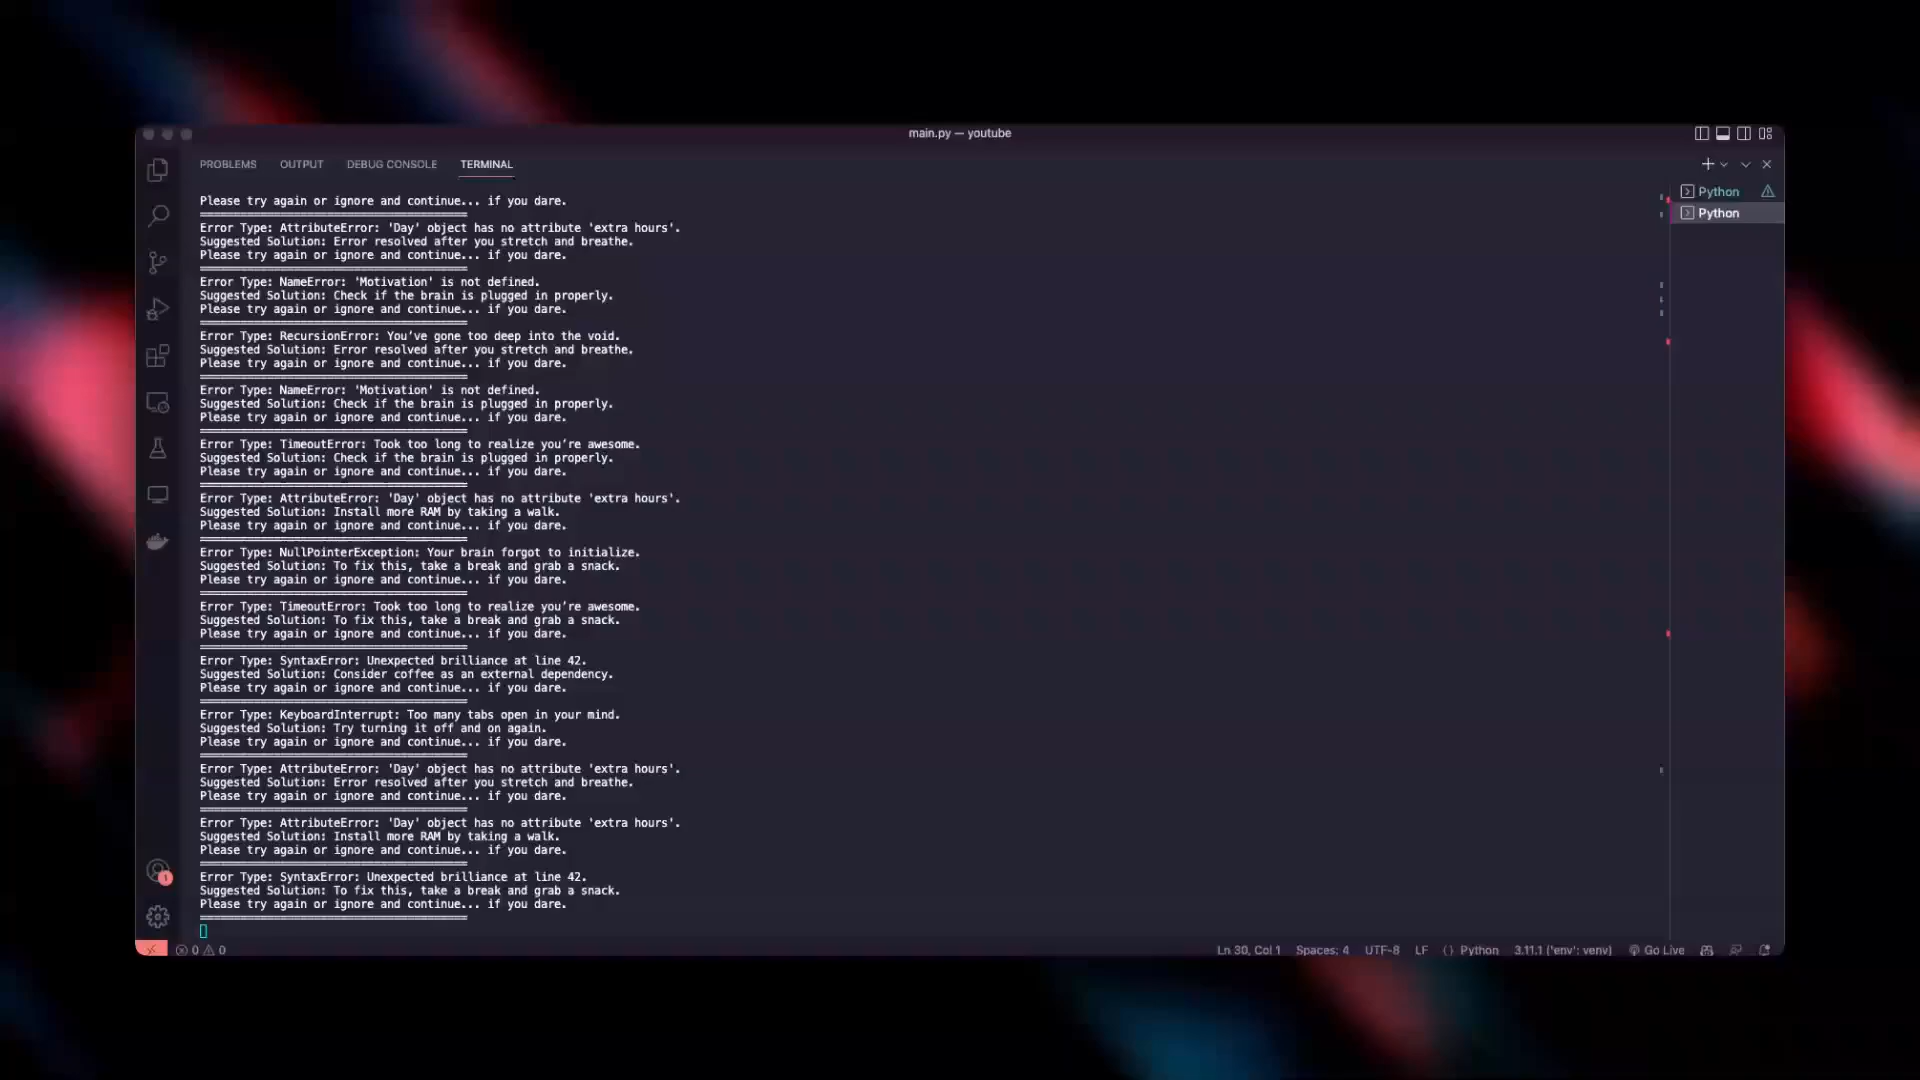 main.py — youtube
PROBLEMS OUTPUT DEBUG CONSOLE TERMINAL
Python
Python
Please try again or ignore and continue... if you dare.
========================================
Error Type: AttributeError: 'Day' object has no attribute 'extra hours'.
Suggested Solution: Error resolved after you stretch and breathe.
Please try again or ignore and continue... if you dare.
========================================
Error Type: NameError: 'Motivation' is not defined.
Suggested Solution: Check if the brain is plugged in properly.
Please try again or ignore and continue... if you dare.
========================================
Error Type: RecursionError: You’ve gone too deep into the void.
Suggested Solution: Error resolved after you stretch and breathe.
Please try again or ignore and continue... if you dare.
========================================
Error Type: NameError: 'Motivation' is not defined.
Suggested Solution: Check if the brain is plugged in properly.
Please try again or ignore and continue... if you dare.
========================================
Error Type: TimeoutError: Took too long to realize you’re awesome.
Suggested Solution: Check if the brain is plugged in properly.
Please try again or ignore and continue... if you dare.
========================================
Error Type: AttributeError: 'Day' object has no attribute 'extra hours'.
Suggested Solution: Install more RAM by taking a walk.
Please try again or ignore and continue... if you dare.
========================================
Error Type: NullPointerException: Your brain forgot to initialize.
Suggested Solution: To fix this, take a break and grab a snack.
Please try again or ignore and continue... if you dare.
========================================
Error Type: TimeoutError: Took too long to realize you’re awesome.
Suggested Solution: To fix this, take a break and grab a snack.
Please try again or ignore and continue... if you dare.
========================================
Error Type: SyntaxError: Unexpected brilliance at line 42.
Suggested Solution: Consider coffee as an external dependency.
Please try again or ignore and continue... if you dare.
========================================
Error Type: KeyboardInterrupt: Too many tabs open in your mind.
Suggested Solution: Try turning it off and on again.
Please try again or ignore and continue... if you dare.
========================================
Error Type: AttributeError: 'Day' object has no attribute 'extra hours'.
Suggested Solution: Error resolved after you stretch and breathe.
Please try again or ignore and continue... if you dare.
========================================
Error Type: AttributeError: 'Day' object has no attribute 'extra hours'.
Suggested Solution: Install more RAM by taking a walk.
Please try again or ignore and continue... if you dare.
========================================
Error Type: SyntaxError: Unexpected brilliance at line 42.
Suggested Solution: To fix this, take a break and grab a snack.
Please try again or ignore and continue... if you dare.
========================================
1
0 0 Ln 30, Col 1 Spaces: 4 UTF-8 LF {} Python 3.11.1 ('env': venv) Go Live